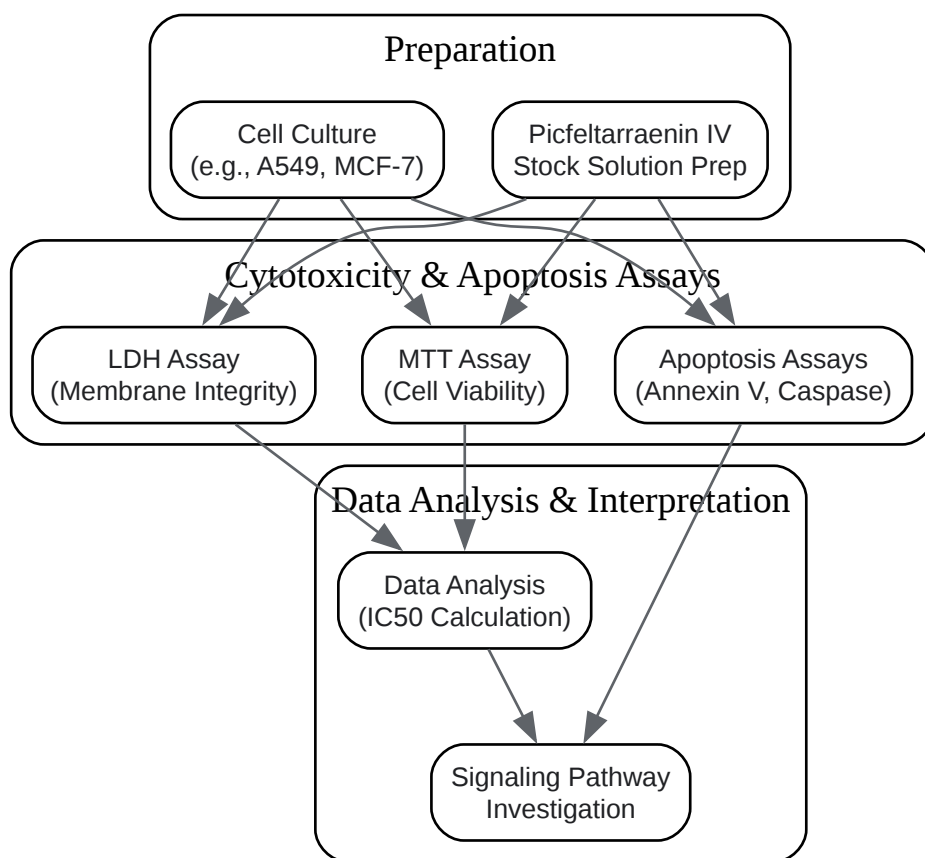 Preparation
Cell Culture
(e.g., A549, MCF-7)
Picfeltarraenin IV
Stock Solution Prep
Cytotoxicity & Apoptosis Assays
LDH Assay
(Membrane Integrity)
MTT Assay
(Cell Viability)
Apoptosis Assays
(Annexin V, Caspase)
Data Analysis & Interpretation
Data Analysis
(IC50 Calculation)
Signaling Pathway
Investigation